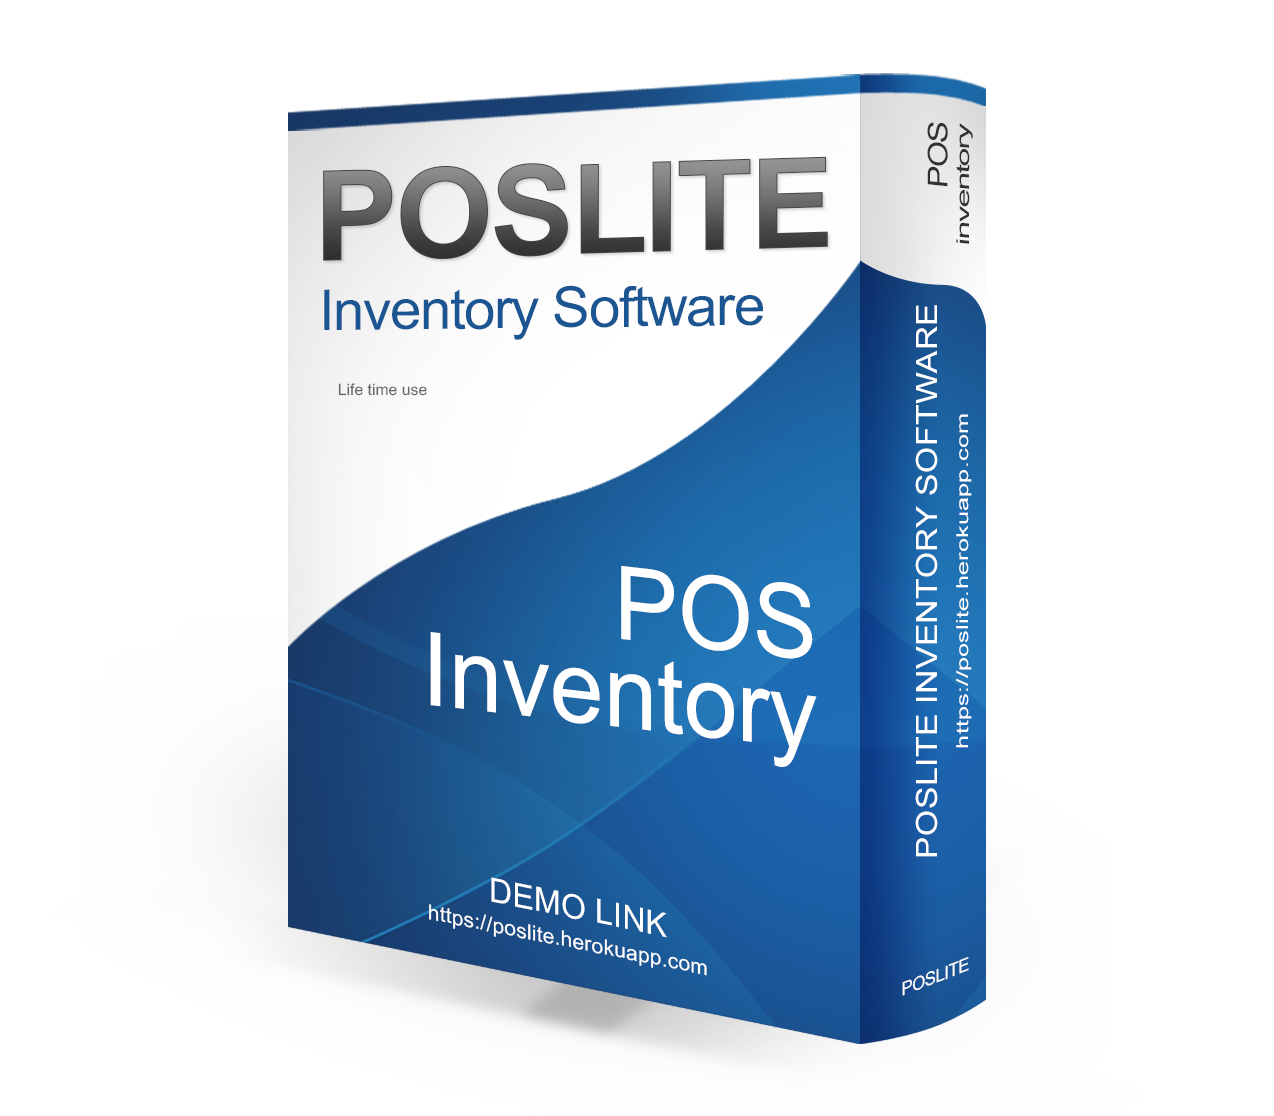 POSLITE
Inventory Software
Life time use
POS
Inventory
DEMO LINK
https://poslite.herokuapp.com
POS
inventory
POSLITE INVENTORY SOFTWARE
https://poslite.herokuapp.com
POSLITE